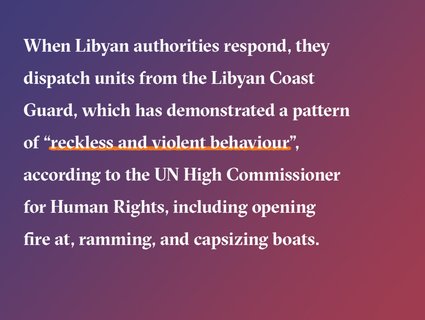 When Libyan authorities respond, they
dispatch units from the Libyan Coast
Guard, which has demonstrated a pattern
of “reckless and violent behaviour”,
according to the UN High Commissioner
for Human Rights, including opening
fire at, ramming, and capsizing boats.